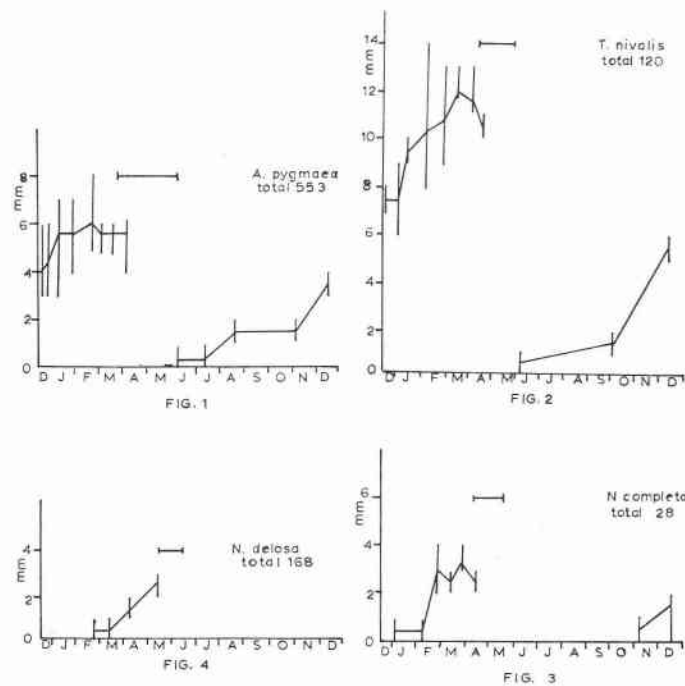 8
mm
6
4
2
0
A. pygmaea
total 553
D J F M A M J J A S O N D
FIG. 1
14
mm
12
10
8
6
4
2
0
T. nivalis
total 120
D J F M A M J J A S O N D
FIG. 2
4
mm
2
0
N. delosa
total 168
D J F M A M J J A S O N D
FIG. 4
6
mm
4
2
0
N completa
total 28
D J F M A M J J A S O N D
FIG. 3